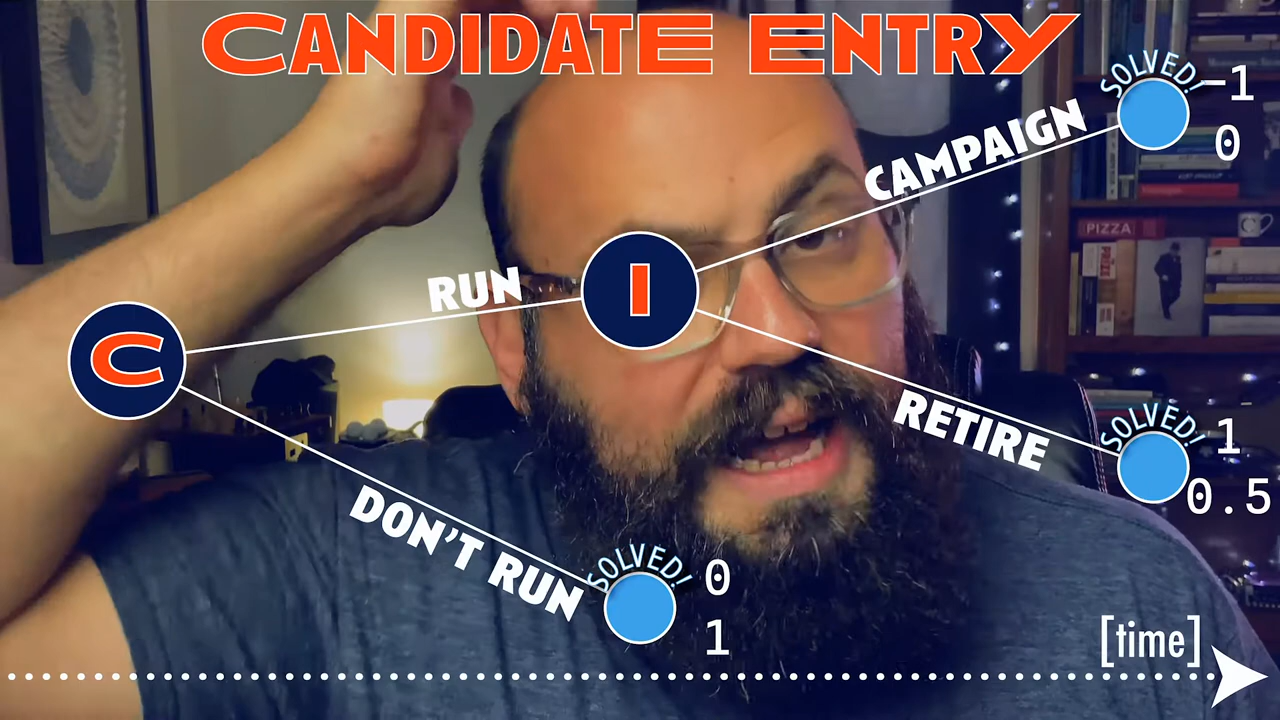 CANDIDATE ENTRY
SOLVED!
-1
0
CAMPAIGN
PIZZA
RUN
I
C
RETIRE
SOLVED!
1
0.5
DON'T RUN
SOLVED!
0
1
[time]